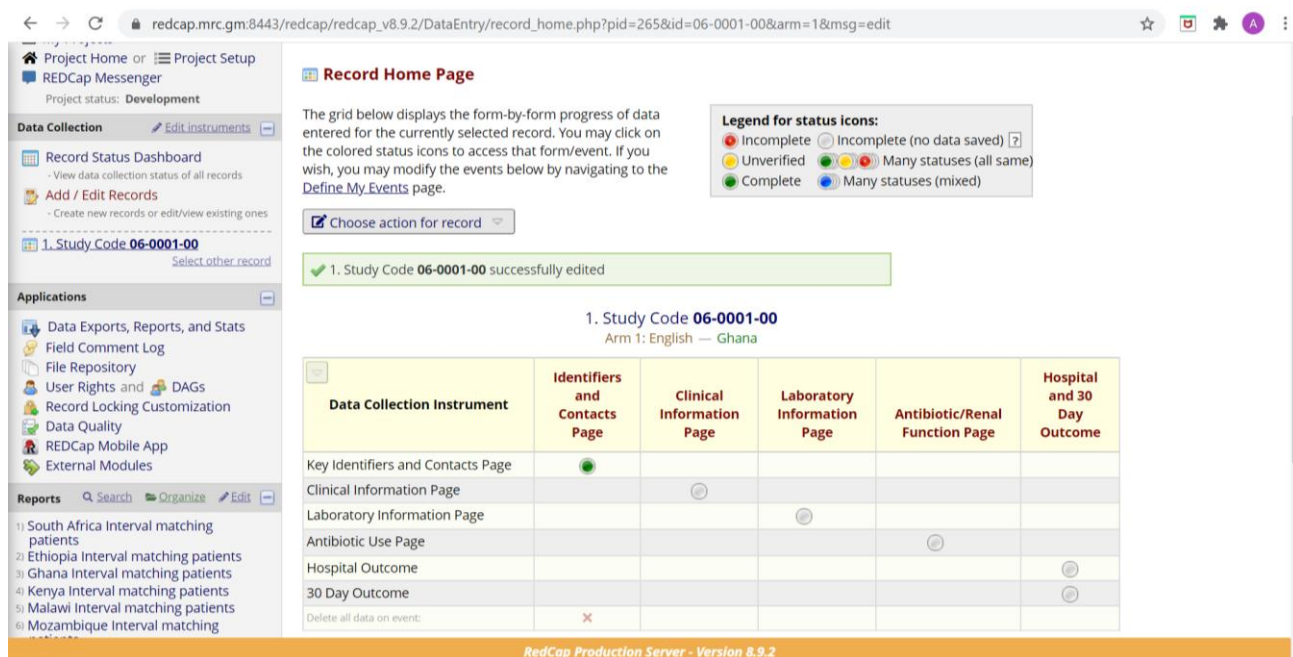 redcap.mrc.gm:8443/redcap/redcap_v8.9.2/DataEntry/record_home.php?pid=265&id=06-0001-00&arm=1&msg=edit
A
Project Home or Project Setup
REDCap Messenger
Project status: Development
Data Collection Edit instruments
Record Status Dashboard
- View data collection status of all records
Add / Edit Records
- Create new records or edit/view existing ones
1. Study Code 06-0001-00
Select other record
Applications
Data Exports, Reports, and Stats
Field Comment Log
File Repository
User Rights and DAGs
Record Locking Customization
Data Quality
REDCap Mobile App
External Modules
Reports Search Organize Edit
1) South Africa Interval matching
patients
2) Ethiopia Interval matching patients
3) Ghana Interval matching patients
4) Kenya Interval matching patients
5) Malawi Interval matching patients
6) Mozambique Interval matching
Record Home Page
The grid below displays the form-by-form progress of data
entered for the currently selected record. You may click on
the colored status icons to access that form/event. If you
wish, you may modify the events below by navigating to the
Define My Events page.
Legend for status icons:
Incomplete Incomplete (no data saved) ?
Unverified Many statuses (all same)
Complete Many statuses (mixed)
Choose action for record
1. Study Code 06-0001-00 successfully edited
1. Study Code 06-0001-00
Arm 1: English — Ghana
Data Collection Instrument
Identifiers
and
Contacts
Page
Clinical
Information
Page
Laboratory
Information
Page
Antibiotic/Renal
Function Page
Hospital
and 30
Day
Outcome
Key Identifiers and Contacts Page
Clinical Information Page
Laboratory Information Page
Antibiotic Use Page
Hospital Outcome
30 Day Outcome
Delete all data on event:
RedCap Production Server - Version 8.9.2